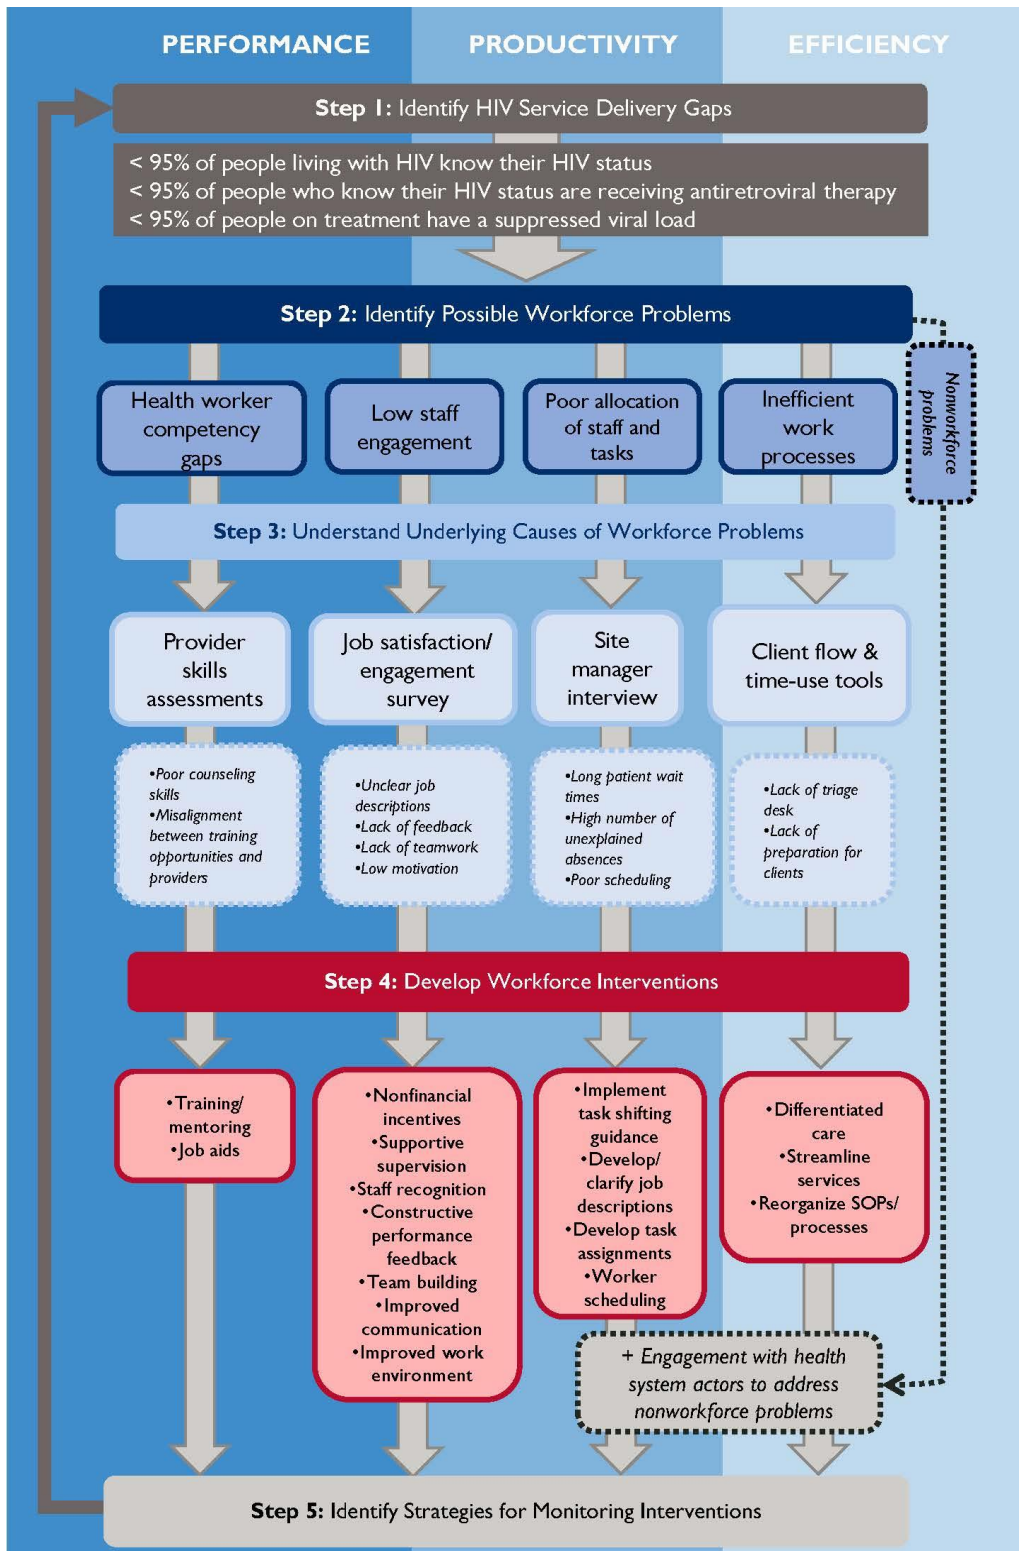 PERFORMANCE
PRODUCTIVITY
EFFICIENCY
Step 1: Identify HIV Service Delivery Gaps
< 95% of people living with HIV know their HIV status
< 95% of people who know their HIV status are receiving antiretroviral therapy
< 95% of people on treatment have a suppressed viral load
Step 2: Identify Possible Workforce Problems
Nonworkforce
problems
Health worker
competency
gaps
Low staff
engagement
Poor allocation
of staff and
tasks
Inefficient
work
processes
Step 3: Understand Underlying Causes of Workforce Problems
Provider
skills
assessments
Job satisfaction/
engagement
survey
Site
manager
interview
Client flow &
time-use tools
•Poor counseling
skills
•Misalignment
between training
opportunities and
providers
•Unclear job
descriptions
•Lack of feedback
•Lack of teamwork
•Low motivation
•Long patient wait
times
•High number of
unexplained
absences
•Poor scheduling
•Lack of triage
desk
•Lack of
preparation for
clients
Step 4: Develop Workforce Interventions
•Training/
mentoring
•Job aids
•Nonfinancial
incentives
•Supportive
supervision
•Staff recognition
•Constructive
performance
feedback
•Team building
•Improved
communication
•Improved work
environment
•Implement
task shifting
guidance
•Develop/
clarify job
descriptions
•Develop task
assignments
•Worker
scheduling
•Differentiated
care
•Streamline
services
•Reorganize SOPs/
processes
+ Engagement with health
system actors to address
nonworkforce problems
Step 5: Identify Strategies for Monitoring Interventions